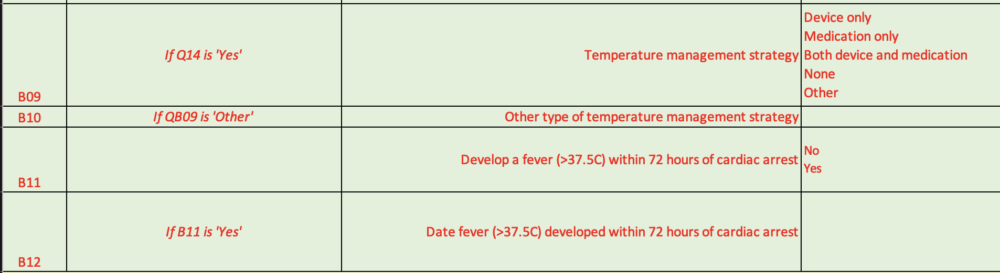 B09
If Q14 is 'Yes'
Temperature management strategy
Device only
Medication only
Both device and medication
None
Other
B10
If QB09 is 'Other'
Other type of temperature management strategy
B11
Develop a fever (>37.5C) within 72 hours of cardiac arrest
No
Yes
B12
If B11 is 'Yes'
Date fever (>37.5C) developed within 72 hours of cardiac arrest